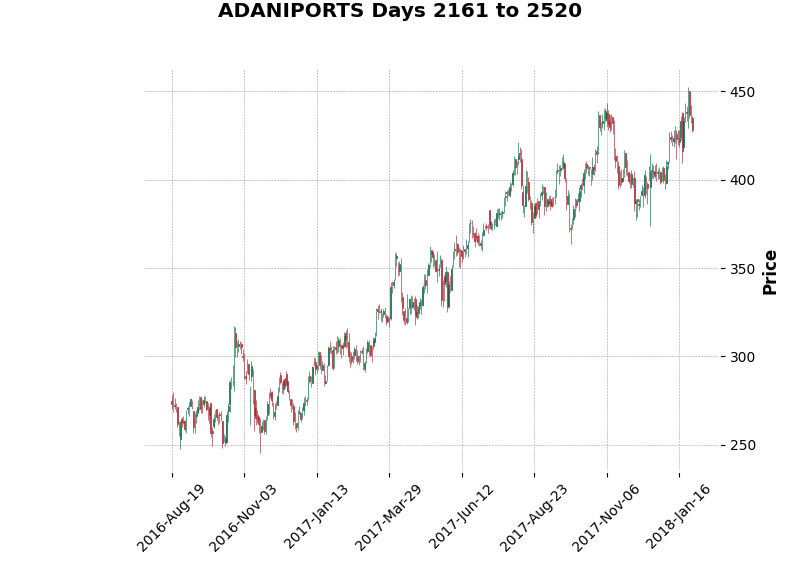 ADANIPORTS Days 2161 to 2520
450
400
350
300
250
Price
2016-Aug-19
2016-Nov-03
2017-Jan-13
2017-Mar-29
2017-Jun-12
2017-Aug-23
2017-Nov-06
2018-Jan-16